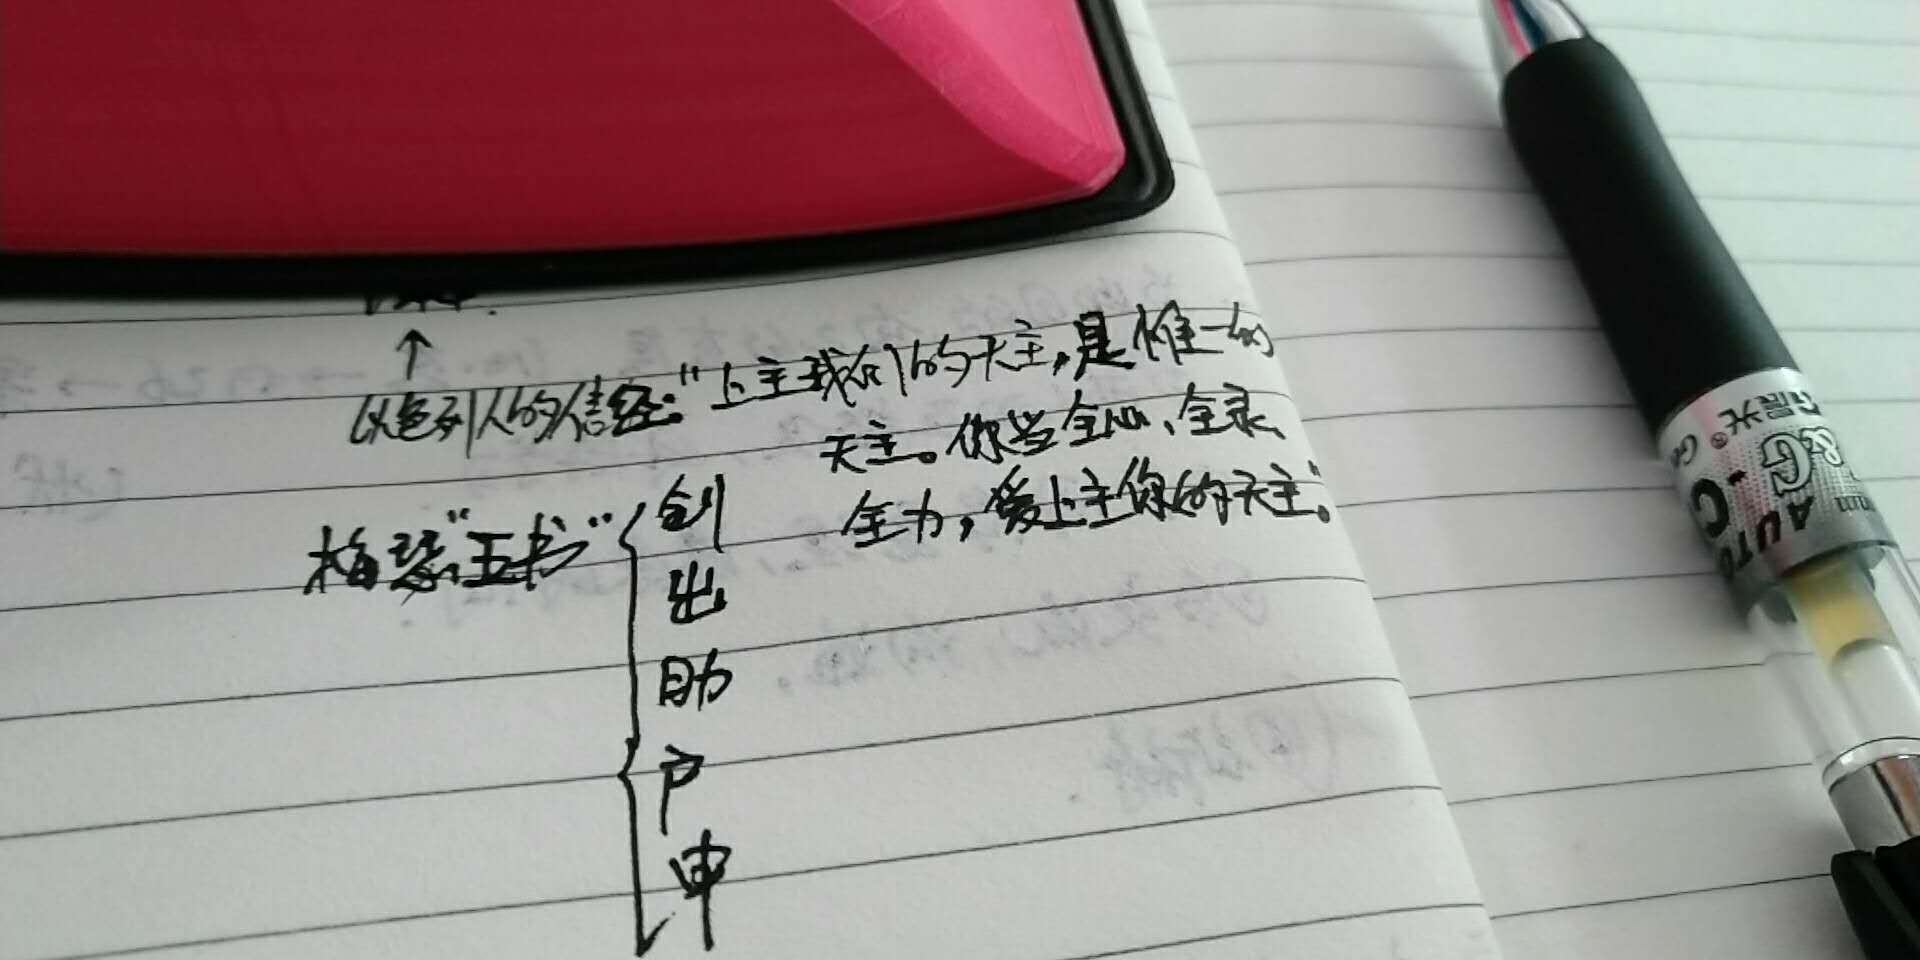 ↑
以色列人的信经："上主我们的天主,是惟一的
天主。你当全心、全灵、
全力,爱上主你的天主"。
梅瑟"五书"
创
出
肋
户
申
晨光
AUTO